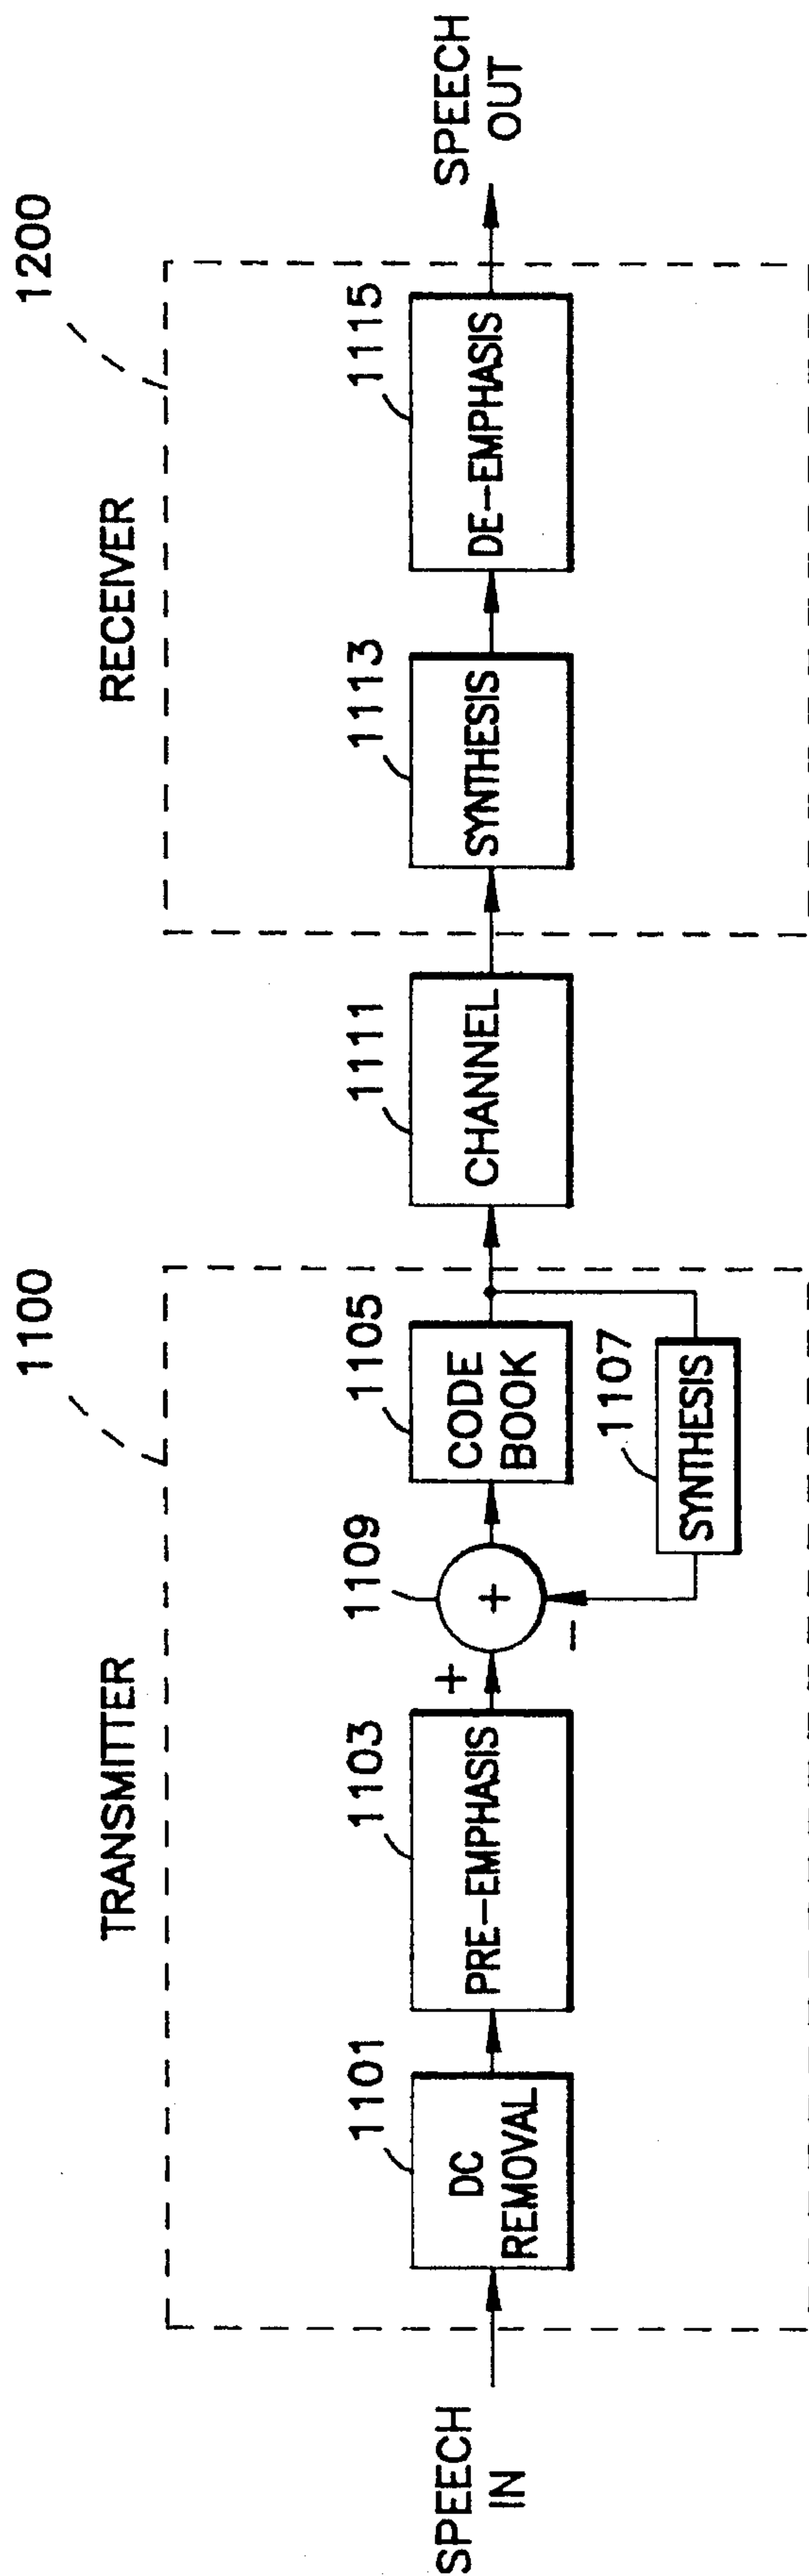 TRANSMITTER
1100
RECEIVER
1200
SPEECH
IN
1101
DC
REMOVAL
1103
PRE-EMPHASIS
+
1109
+
−
1105
CODE
BOOK
1107
SYNTHESIS
1111
CHANNEL
1113
SYNTHESIS
1115
DE-EMPHASIS
SPEECH
OUT